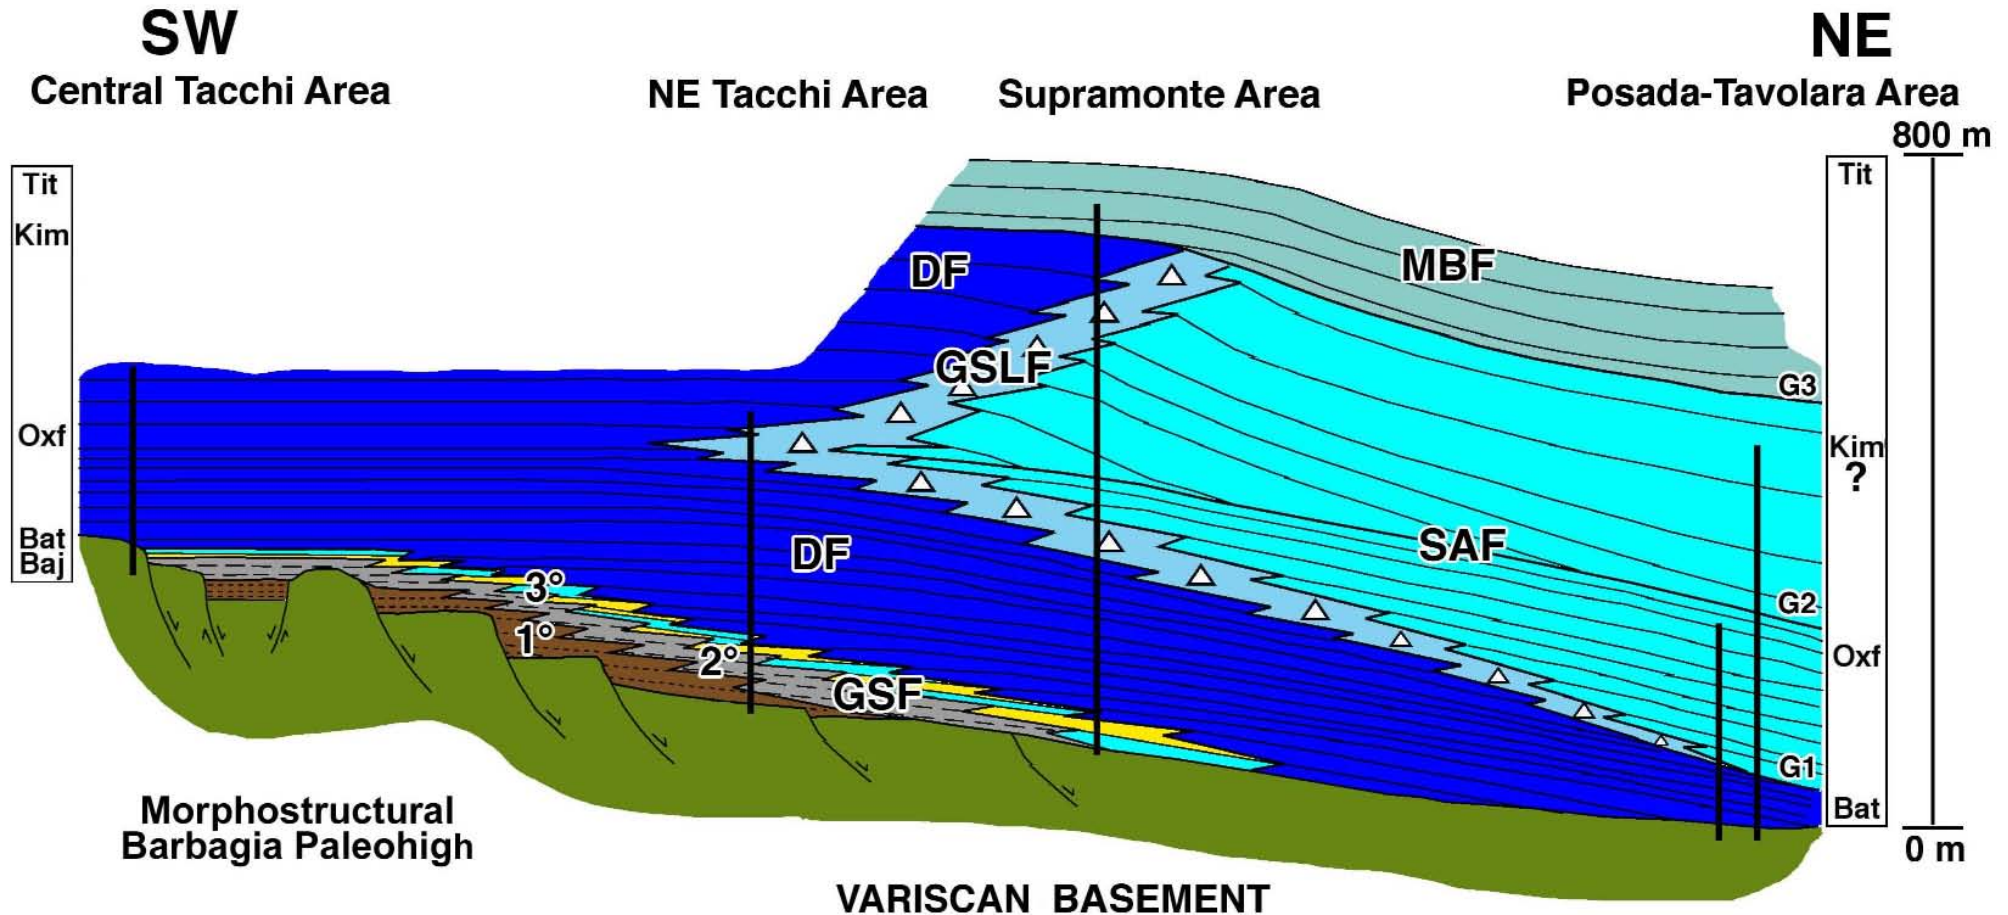 SW
NE
Central Tacchi Area
NE Tacchi Area
Supramonte Area
Posada-Tavolara Area
800 m
Tit
Kim
Oxf
Bat
Baj
DF
MBF
GSLF
G3
SAF
DF
G2
3°
1°
2°
GSF
G1
Tit
Kim
?
Oxf
Bat
0 m
Morphostructural
Barbagia Paleohigh
VARISCAN BASEMENT